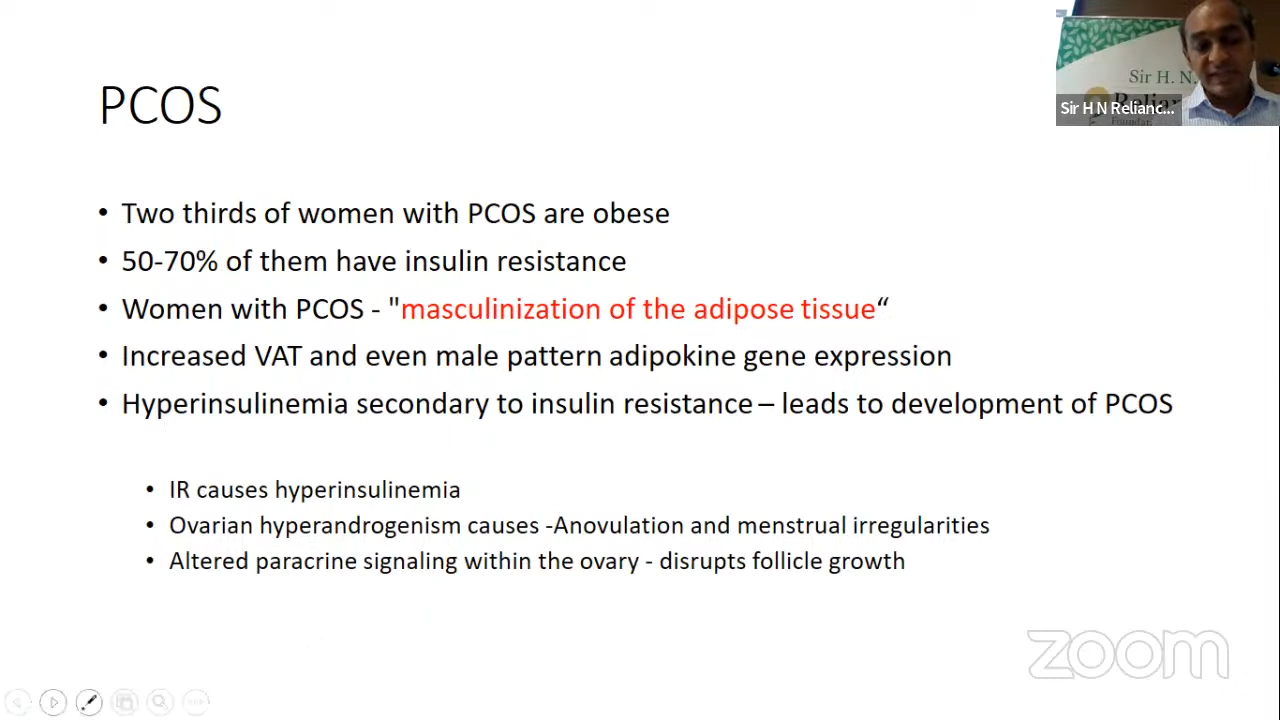 PCOS
• Two thirds of women with PCOS are obese
• 50-70% of them have insulin resistance
• Women with PCOS - "masculinization of the adipose tissue“
• Increased VAT and even male pattern adipokine gene expression
• Hyperinsulinemia secondary to insulin resistance – leads to development of PCOS
• IR causes hyperinsulinemia
• Ovarian hyperandrogenism causes -Anovulation and menstrual irregularities
• Altered paracrine signaling within the ovary - disrupts follicle growth
Sir H. N.
Sir H N Relianc...
zoom